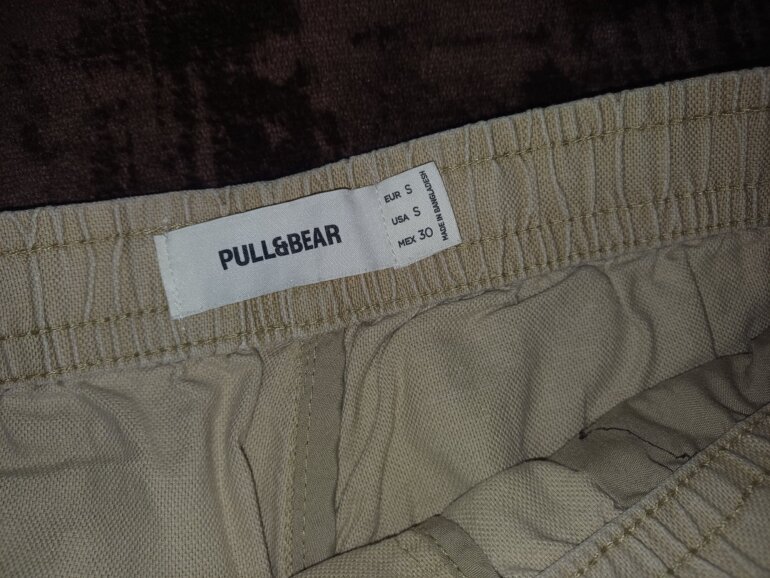 PULL&BEAR
EUR S
USA S
MEX 30
MADE IN BANGLADESH